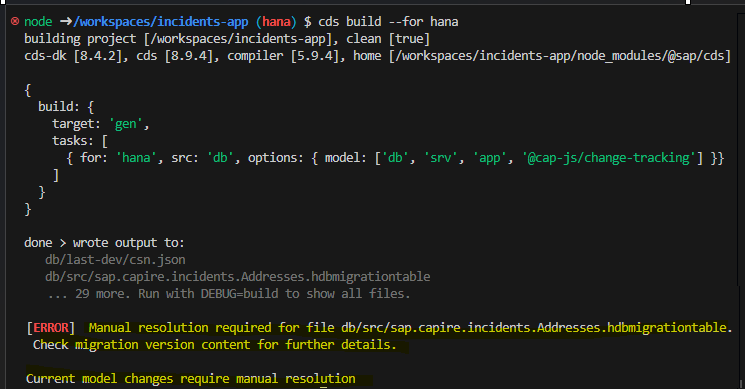 node ➜/workspaces/incidents-app (hana) $ cds build --for hana
building project [/workspaces/incidents-app], clean [true]
cds-dk [8.4.2], cds [8.9.4], compiler [5.9.4], home [/workspaces/incidents-app/node_modules/@sap/cds]
{
build: {
target: 'gen',
tasks: [
{ for: 'hana', src: 'db', options: { model: ['db', 'srv', 'app', '@cap-js/change-tracking'] }}
]
}
}
done > wrote output to:
db/last-dev/csn.json
db/src/sap.capire.incidents.Addresses.hdbmigrationtable
... 29 more. Run with DEBUG=build to show all files.
[ERROR] Manual resolution required for file db/src/sap.capire.incidents.Addresses.hdbmigrationtable.
Check migration version content for further details.
Current model changes require manual resolution